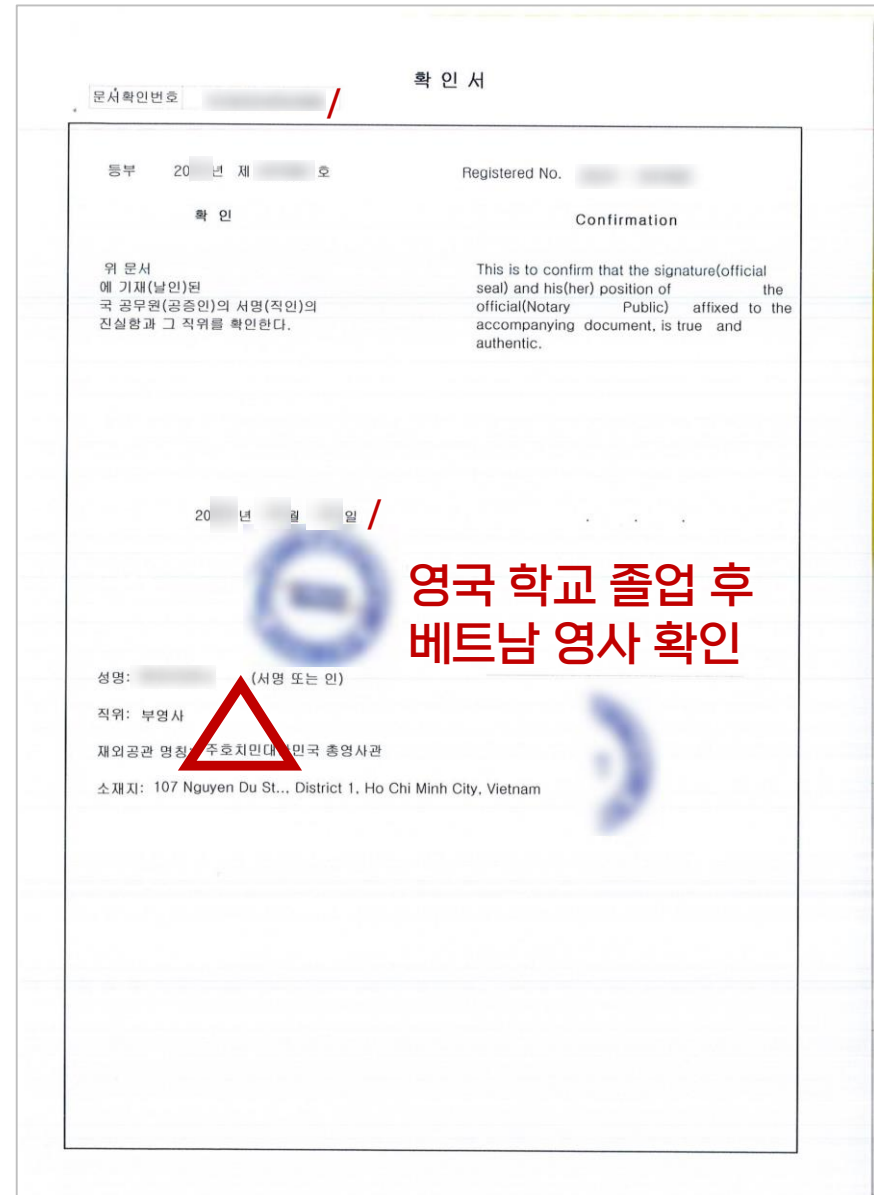 확 인 서
문서확인번호
/
등부 20 년 제 호
Registered No.
확 인
Confirmation
위 문서
에 기재(날인)된
국 공무원(공증인)의 서명(직인)의
진실함과 그 직위를 확인한다.
This is to confirm that the signature(official
seal) and his(her) position of the
official(Notary Public) affixed to the
accompanying document, is true and
authentic.
20 년 월 일 /
. . .
영국 학교 졸업 후
베트남 영사 확인
성명: (서명 또는 인)
직위: 부영사
재외공관 명칭: 주호치민대한민국 총영사관
소재지: 107 Nguyen Du St.., District 1, Ho Chi Minh City, Vietnam